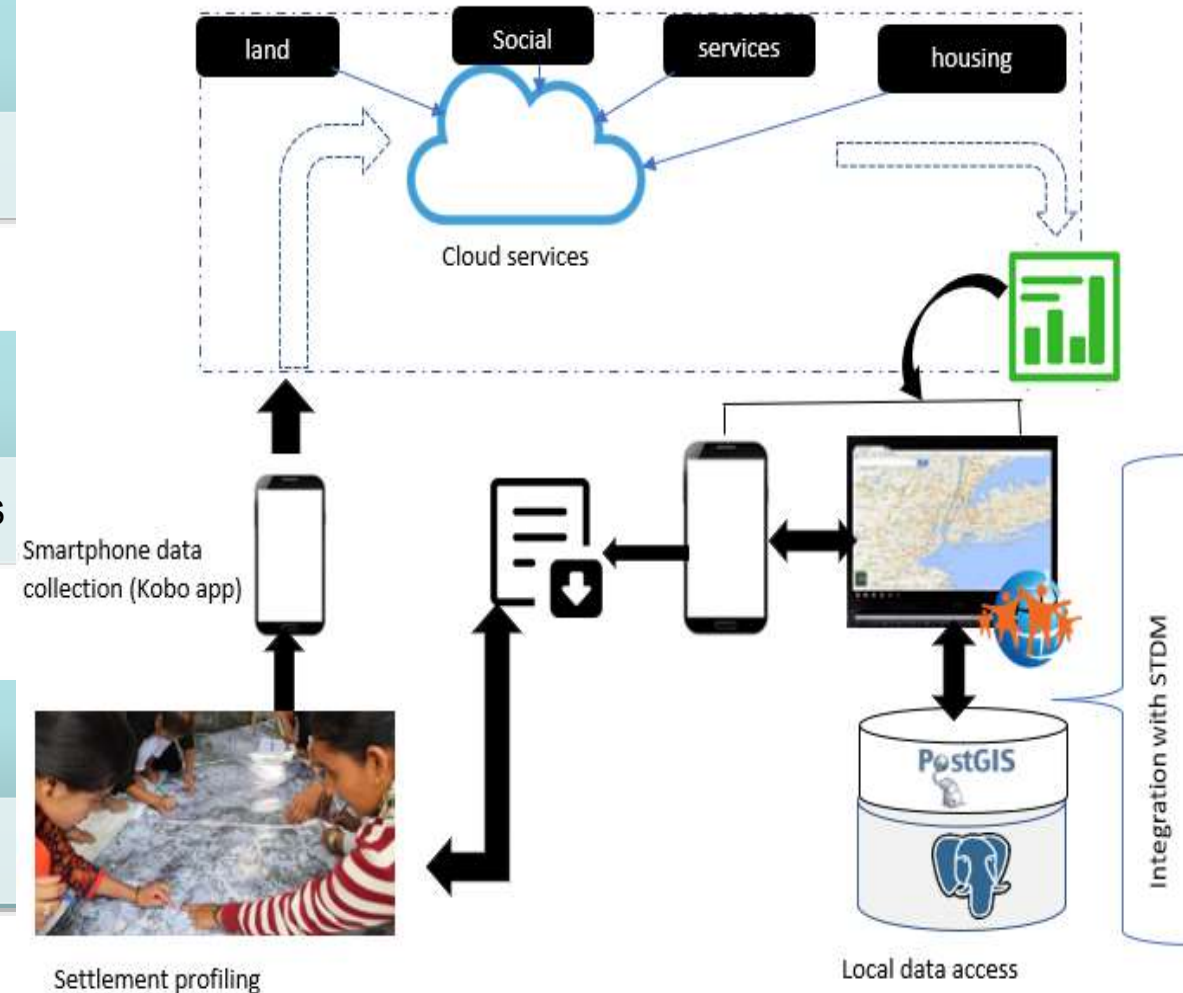 land
Social
services
housing
Cloud services
s
Smartphone data
collection (Kobo app)
Integration with STDM
PostGIS
Settlement profiling
Local data access